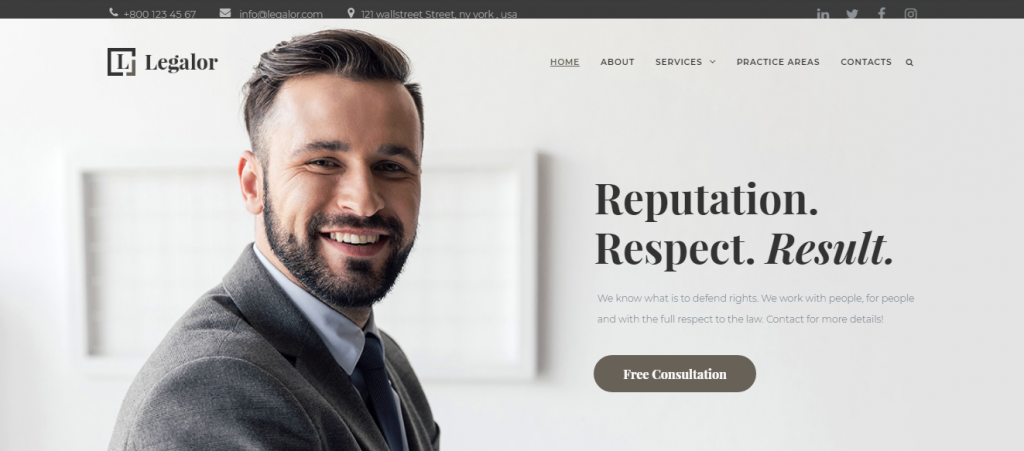 +800 123 45 67 info@legalor.com 121 wallstreet Street, ny york , usa
L Legalor HOME ABOUT SERVICES PRACTICE AREAS CONTACTS
Reputation.
Respect. Result.
We know what is to defend rights. We work with people, for people
and with the full respect to the law. Contact for more details!
Free Consultation